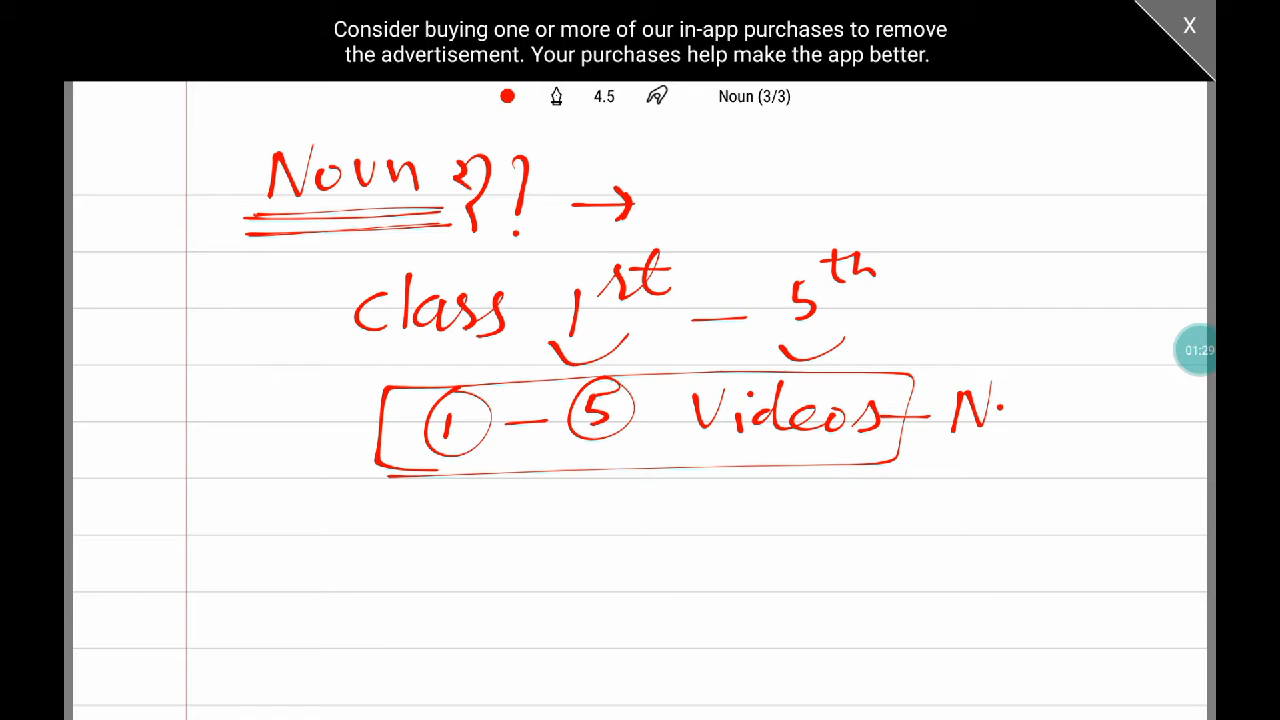 Consider buying one or more of our in-app purchases to remove
the advertisement. Your purchases help make the app better.
X
4.5 Noun (3/3)
Noun ?? →
class 1st - 5th
01:29
1 - 5 Videos - N.